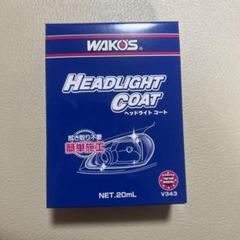 WAKO'S®
HEADLIGHT
COAT
ヘッドライト コート
拭き取り不要
簡単施工
NET.20mL
V343